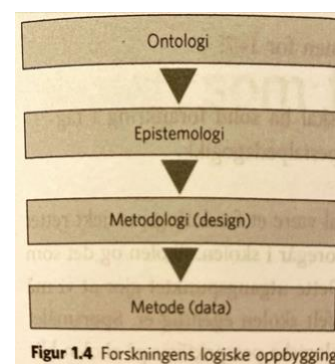 Ontologi
Epistemologi
Metodologi (design)
Metode (data)
Figur 1.4 Forskningens logiske oppbygging